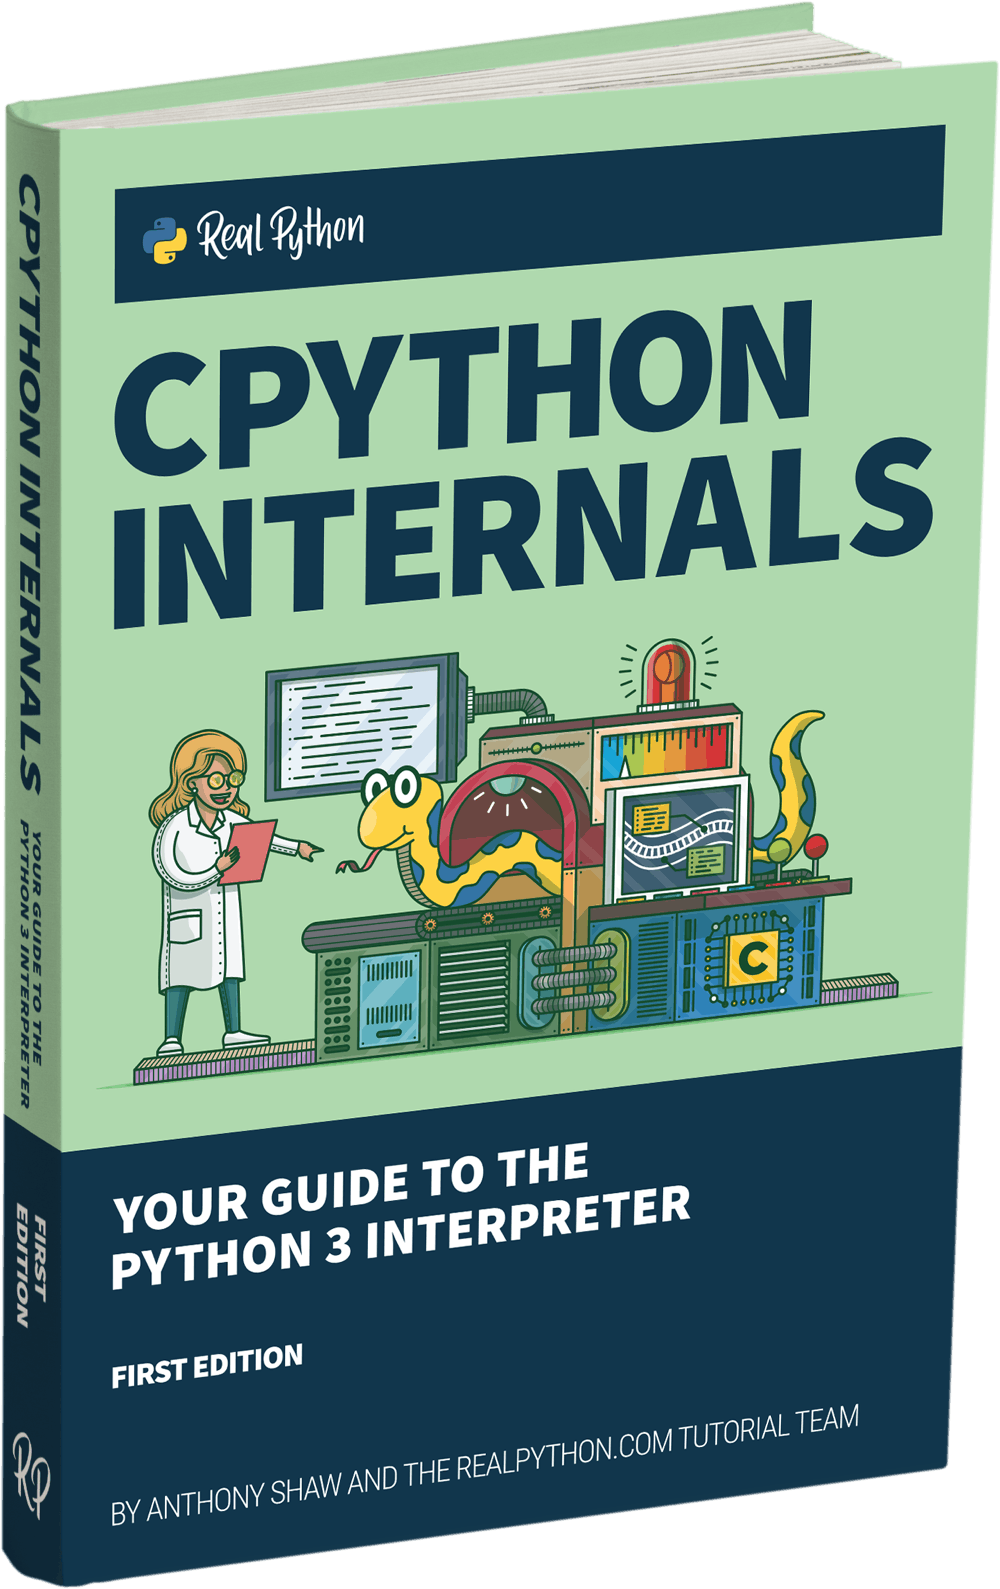 Real Python
CPYTHON
INTERNALS
C
YOUR GUIDE TO THE
PYTHON 3 INTERPRETER
FIRST EDITION
BY ANTHONY SHAW AND THE REALPYTHON.COM TUTORIAL TEAM
CPYTHON INTERNALS
YOUR GUIDE TO THE
PYTHON 3 INTERPRETER
FIRST
EDITION
RP